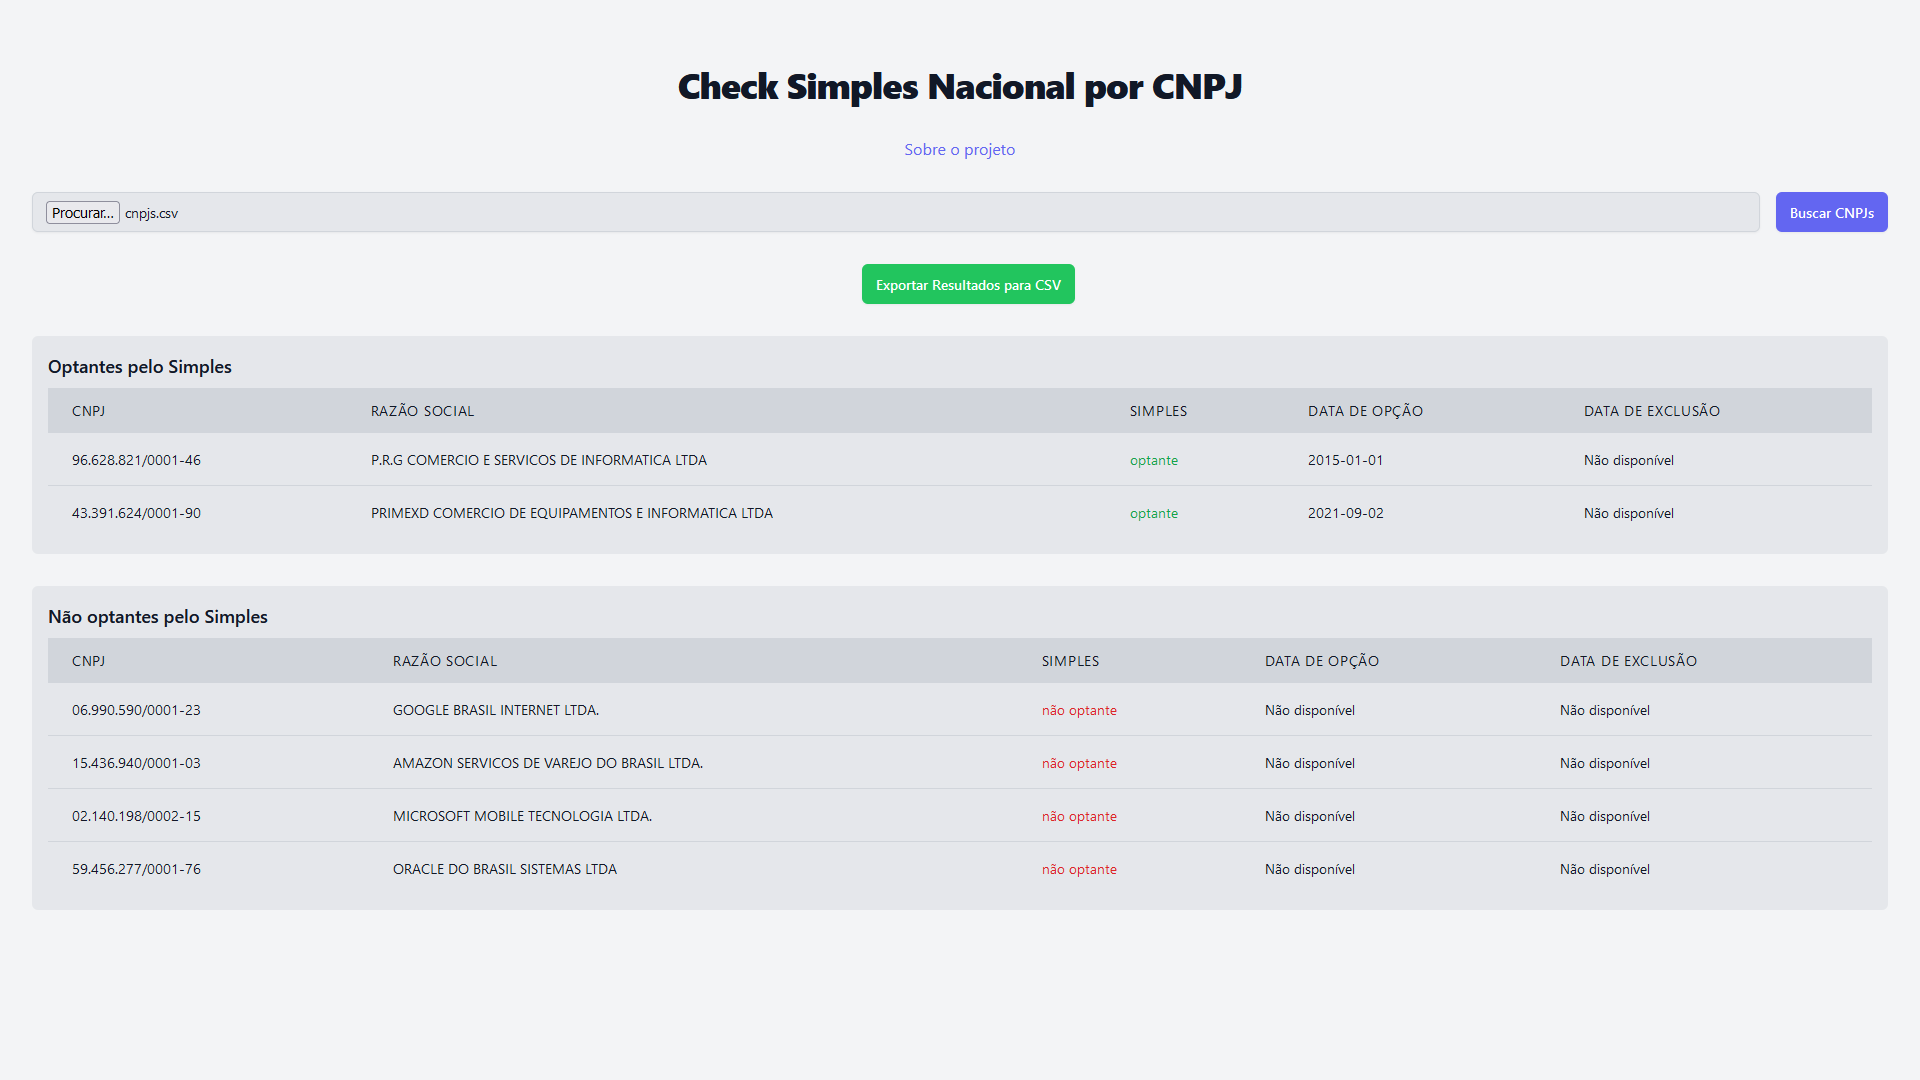 Check Simples Nacional por CNPJ
Sobre o projeto
Procurar... cnpjs.csv Buscar CNPJs
Exportar Resultados para CSV
Optantes pelo Simples
CNPJ RAZÃO SOCIAL SIMPLES DATA DE OPÇÃO DATA DE EXCLUSÃO
96.628.821/0001-46 P.R.G COMERCIO E SERVICOS DE INFORMATICA LTDA optante 2015-01-01 Não disponível
43.391.624/0001-90 PRIMEXD COMERCIO DE EQUIPAMENTOS E INFORMATICA LTDA optante 2021-09-02 Não disponível
Não optantes pelo Simples
CNPJ RAZÃO SOCIAL SIMPLES DATA DE OPÇÃO DATA DE EXCLUSÃO
06.990.590/0001-23 GOOGLE BRASIL INTERNET LTDA. não optante Não disponível Não disponível
15.436.940/0001-03 AMAZON SERVICOS DE VAREJO DO BRASIL LTDA. não optante Não disponível Não disponível
02.140.198/0002-15 MICROSOFT MOBILE TECNOLOGIA LTDA. não optante Não disponível Não disponível
59.456.277/0001-76 ORACLE DO BRASIL SISTEMAS LTDA não optante Não disponível Não disponível